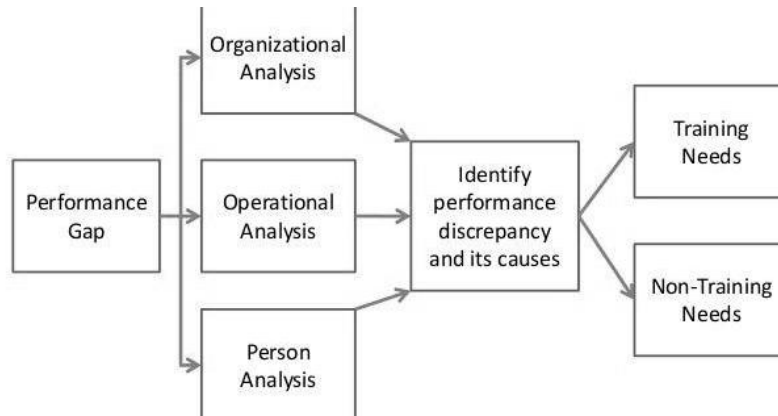 Organizational
Analysis
Performance
Gap
Operational
Analysis
Person
Analysis
Identify
performance
discrepancy
and its causes
Training
Needs
Non-Training
Needs